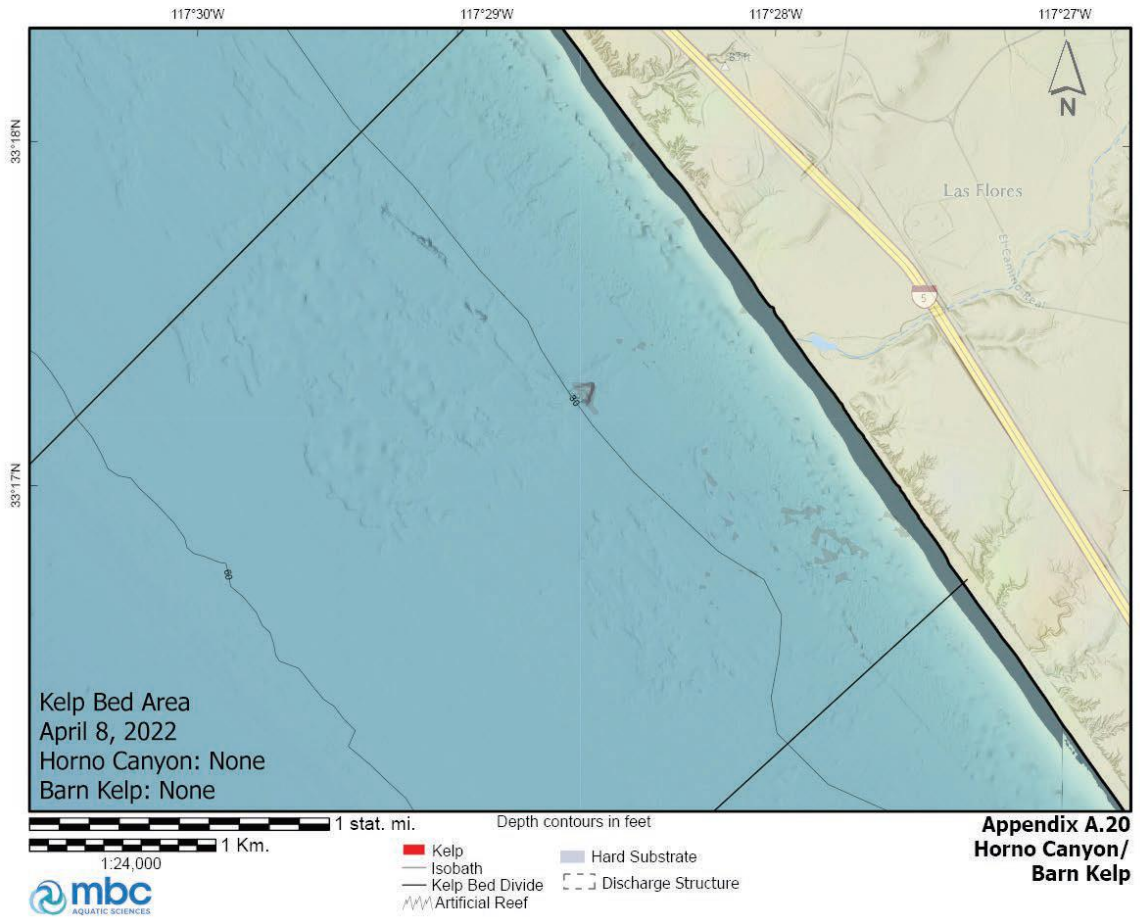 117°30'W
117°29'W
117°28'W
117°27'W
33°18'N
33°17'N
N
Las Flores
El Camino Real
5
30
60
Kelp Bed Area
April 8, 2022
Horno Canyon: None
Barn Kelp: None
1 stat. mi.
1 Km.
1:24,000
Depth contours in feet
Kelp
Isobath
Kelp Bed Divide
Artificial Reef
Hard Substrate
Discharge Structure
Appendix A.20
Horno Canyon/
Barn Kelp
mbc
AQUATIC SCIENCES